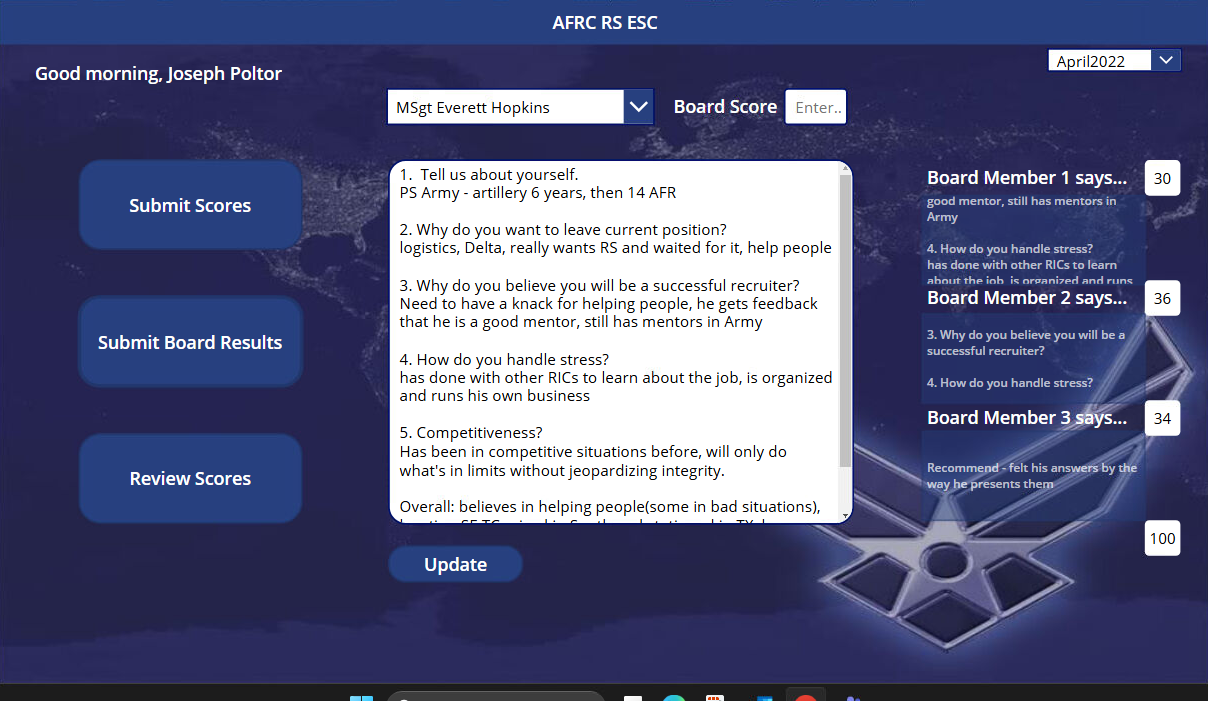 AFRC RS ESC
Good morning, Joseph Poltor
April2022
MSgt Everett Hopkins
Board Score
Enter..
Submit Scores
Submit Board Results
Review Scores
1.  Tell us about yourself.
PS Army - artillery 6 years, then 14 AFR
2. Why do you want to leave current position?
logistics, Delta, really wants RS and waited for it, help people
3. Why do you believe you will be a successful recruiter?
Need to have a knack for helping people, he gets feedback
that he is a good mentor, still has mentors in Army
4. How do you handle stress?
has done with other RICs to learn about the job, is organized
and runs his own business
5. Competitiveness?
Has been in competitive situations before, will only do
what's in limits without jeopardizing integrity.
Overall: believes in helping people(some in bad situations),
Update
Board Member 1 says...
30
good mentor, still has mentors in
Army
4. How do you handle stress?
has done with other RICs to learn
about the job, is organized and runs
Board Member 2 says...
36
3. Why do you believe you will be a
successful recruiter?
4. How do you handle stress?
Board Member 3 says...
34
Recommend - felt his answers by the
way he presents them
100